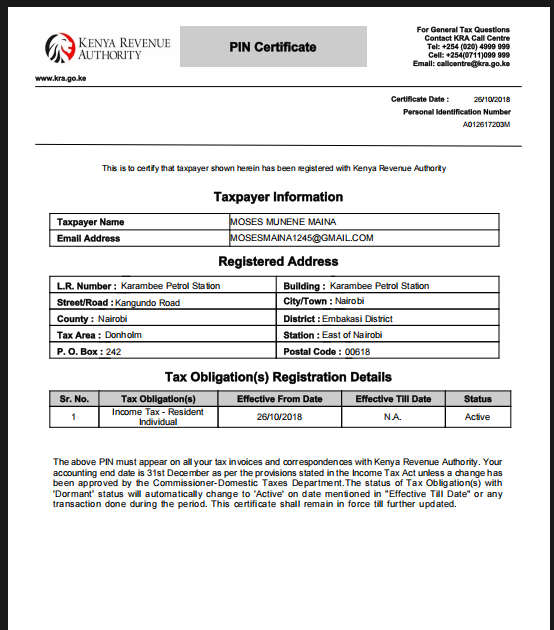 KENYA REVENUE
AUTHORITY
PIN Certificate
For General Tax Questions
Contact KRA Call Centre
Tel: +254 (020) 4999 999
Cell: +254(0711)099 999
Email: callcentre@kra.go.ke
www.kra.go.ke
Certificate Date : 26/10/2018
Personal Identification Number
A012617203M
This is to certify that taxpayer shown herein has been registered with Kenya Revenue Authority
Taxpayer Information
Taxpayer Name MOSES MUNENE MAINA
Email Address MOSESMAINA1245@GMAIL.COM
Registered Address
L.R. Number : Karambee Petrol Station Building : Karambee Petrol Station
Street/Road : Kangundo Road City/Town : Nairobi
County : Nairobi District : Embakasi District
Tax Area : Donholm Station : East of Nairobi
P. O. Box : 242 Postal Code : 00618
Tax Obligation(s) Registration Details
Sr. No. Tax Obligation(s) Effective From Date Effective Till Date Status
1 Income Tax - Resident Individual 26/10/2018 N.A. Active
The above PIN must appear on all your tax invoices and correspondences with Kenya Revenue Authority. Your
accounting end date is 31st December as per the provisions stated in the Income Tax Act unless a change has
been approved by the Commissioner-Domestic Taxes Department.The status of Tax Obligation(s) with
'Dormant' status will automatically change to 'Active' on date mentioned in "Effective Till Date" or any
transaction done during the period. This certificate shall remain in force till further updated.